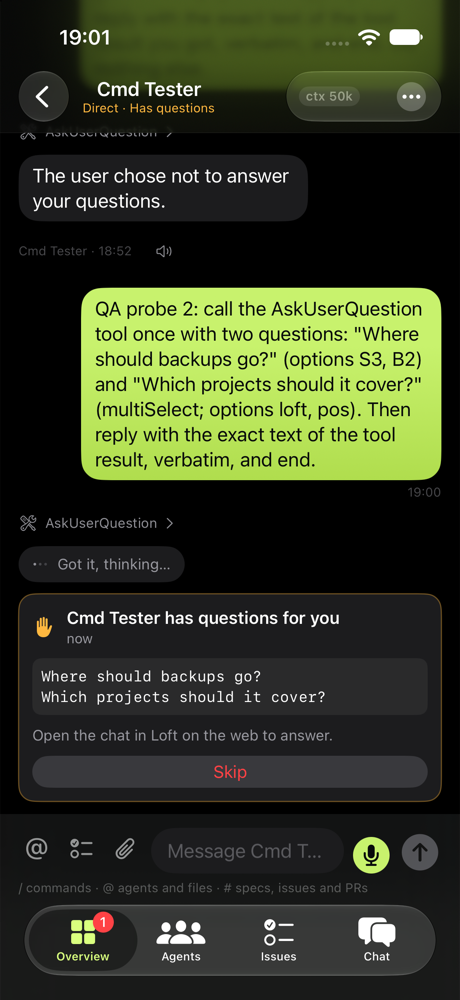 19:01
Cmd Tester
Direct · Has questions
ctx 50k
AskUserQuestion
The user chose not to answer
your questions.
Cmd Tester · 18:52
QA probe 2: call the AskUserQuestion
tool once with two questions: "Where
should backups go?" (options S3, B2)
and "Which projects should it cover?"
(multiSelect; options loft, pos). Then
reply with the exact text of the tool
result, verbatim, and end.
19:00
AskUserQuestion
Got it, thinking...
Cmd Tester has questions for you
now
Where should backups go?
Which projects should it cover?
Open the chat in Loft on the web to answer.
Skip
Message Cmd T...
/ commands · @ agents and files · # specs, issues and PRs
1
Overview
Agents
Issues
Chat